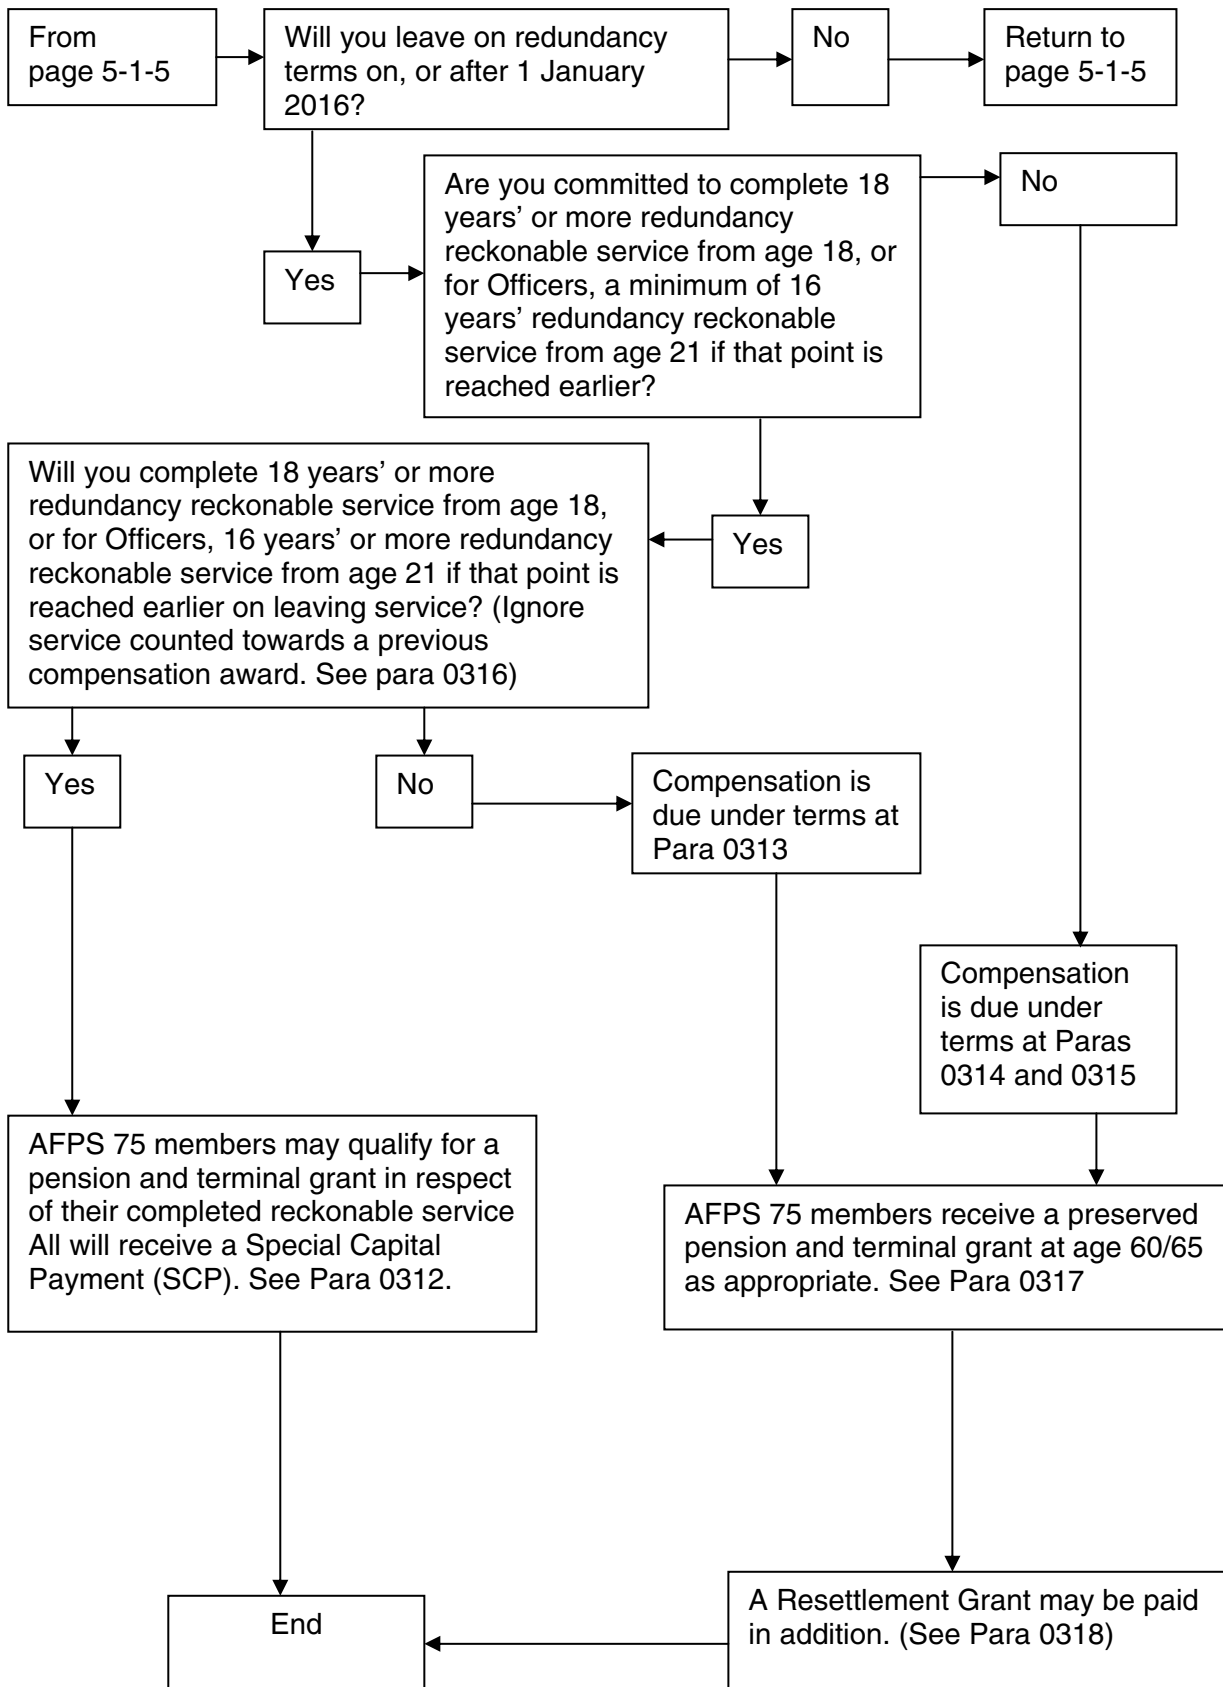 From
page 5-1-5
Will you leave on redundancy
terms on, or after 1 January
2016?
No
Return to
page 5-1-5
Are you committed to complete 18
years’ or more redundancy
reckonable service from age 18, or
for Officers, a minimum of 16
years’ redundancy reckonable
service from age 21 if that point is
reached earlier?
No
Yes
Will you complete 18 years’ or more
redundancy reckonable service from age 18,
or for Officers, 16 years’ or more redundancy
reckonable service from age 21 if that point is
reached earlier on leaving service? (Ignore
service counted towards a previous
compensation award. See para 0316)
Yes
Yes
No
Compensation is
due under terms at
Para 0313
Compensation
is due under
terms at Paras
0314 and 0315
AFPS 75 members may qualify for a
pension and terminal grant in respect
of their completed reckonable service
All will receive a Special Capital
Payment (SCP). See Para 0312.
AFPS 75 members receive a preserved
pension and terminal grant at age 60/65
as appropriate. See Para 0317
End
A Resettlement Grant may be paid
in addition. (See Para 0318)